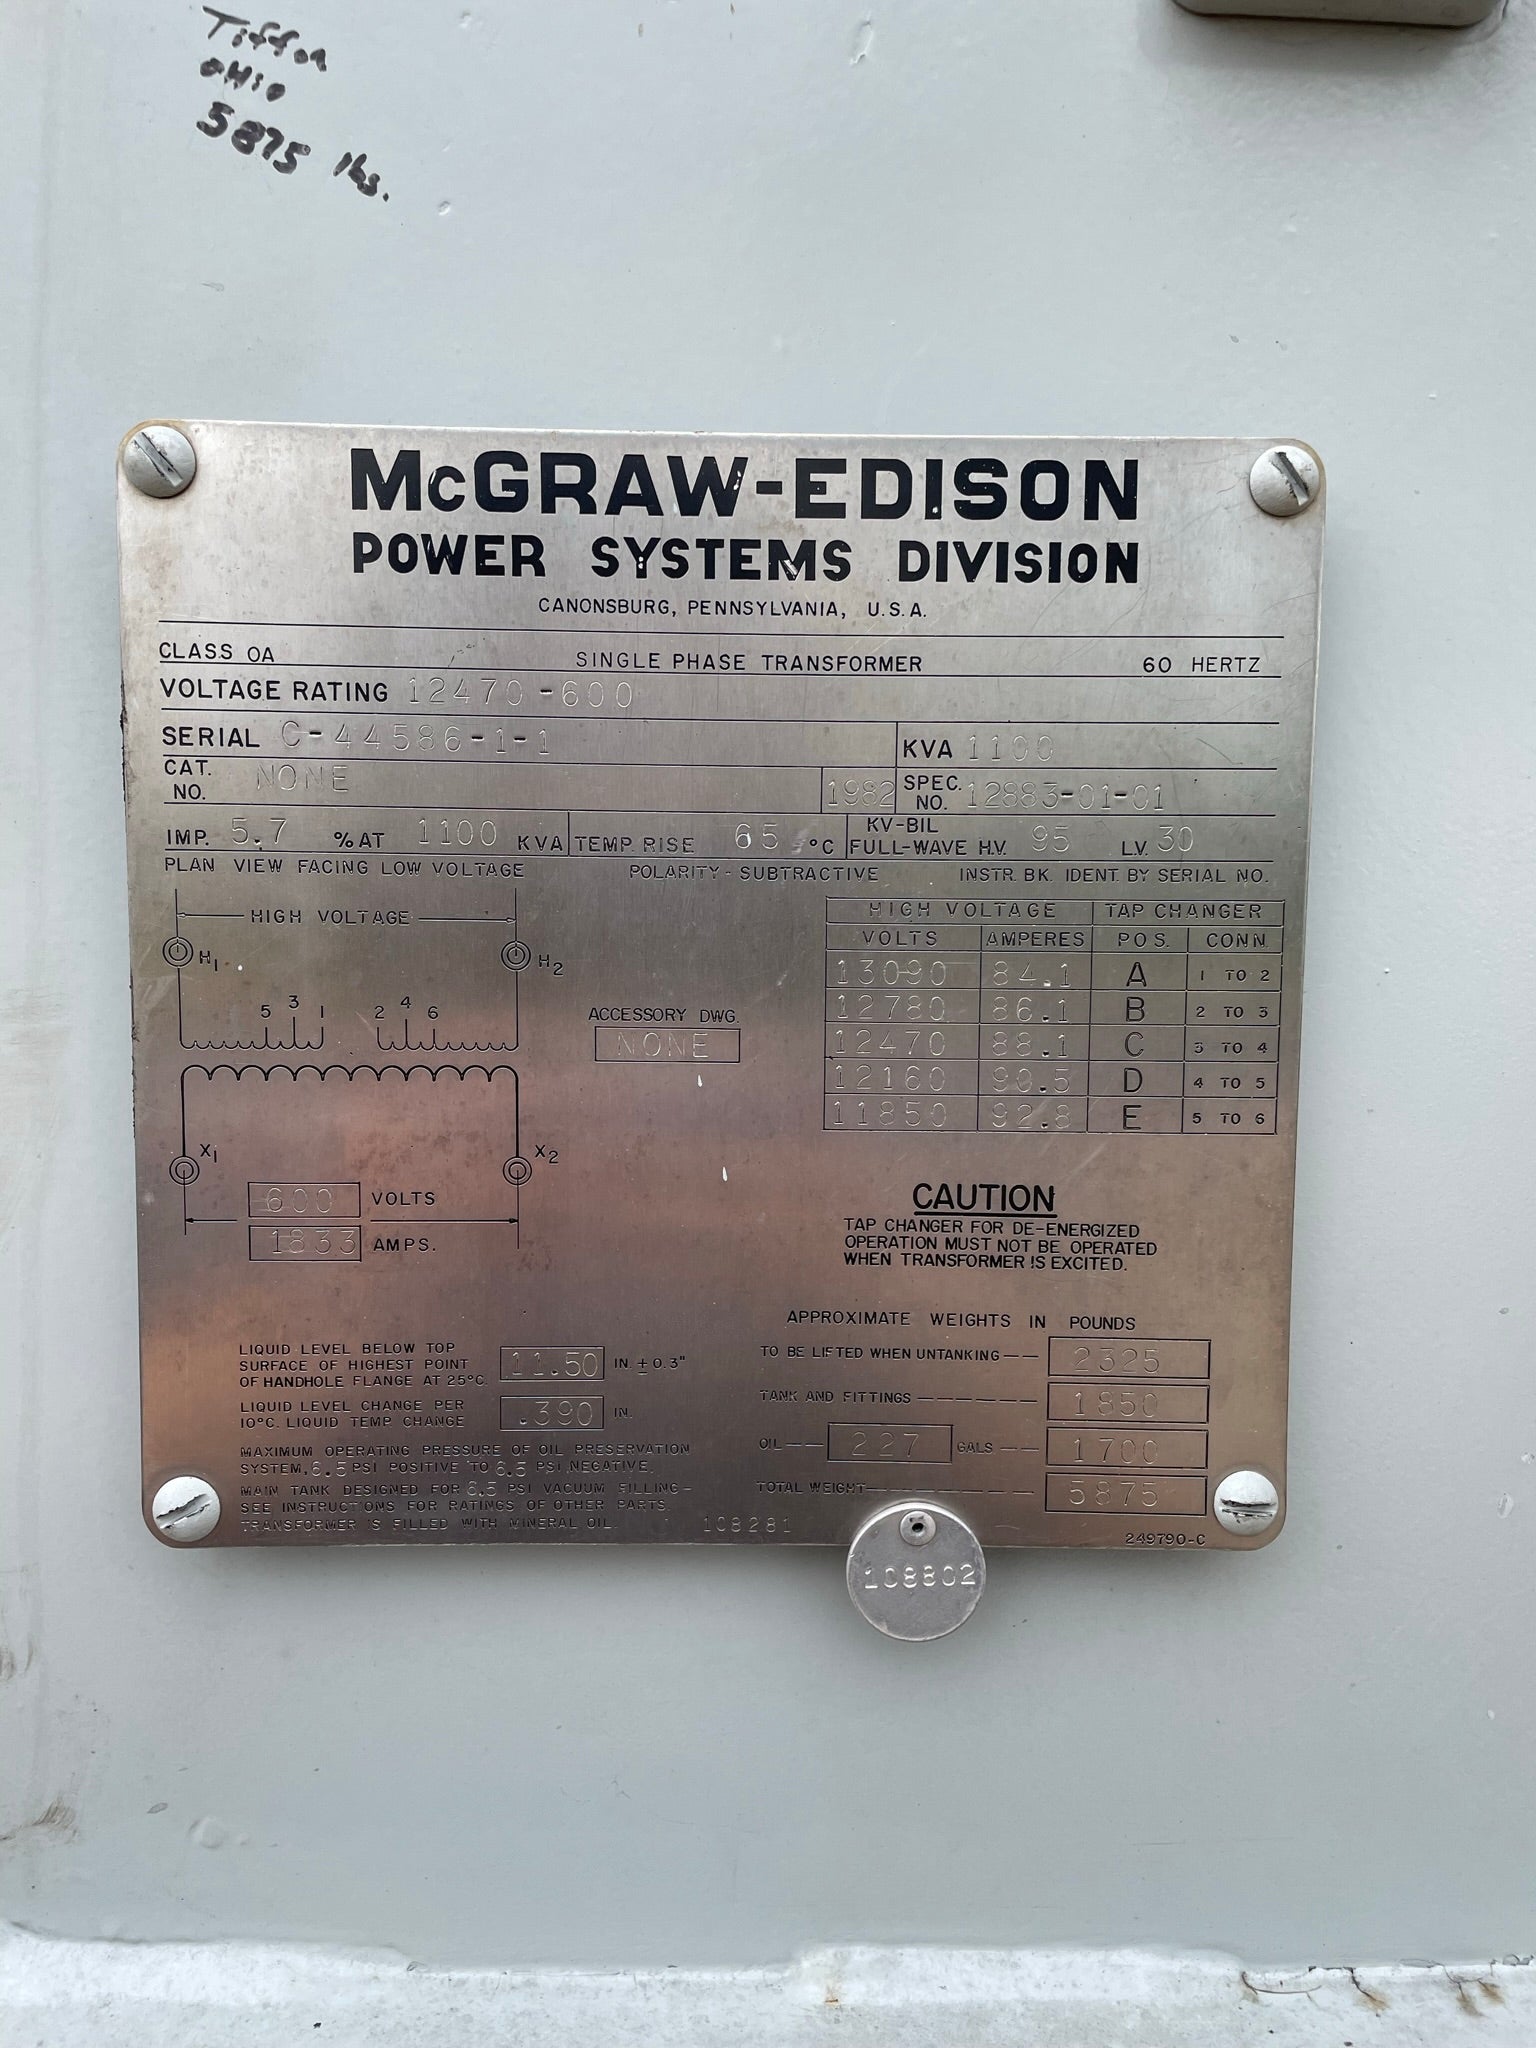 Tiffon
OHio
5875 lbs.
McGRAW-EDISON
POWER SYSTEMS DIVISION
CANONSBURG, PENNSYLVANIA, U.S.A.
CLASS OA SINGLE PHASE TRANSFORMER 60 HERTZ
VOLTAGE RATING 12470-600
SERIAL C-44586-1-1 KVA 1100
CAT. NO. NONE 1982 SPEC. NO. 12883-01-01
IMP. 5.7 % AT 1100 KVA TEMP. RISE 65 °C KV-BIL FULL-WAVE H.V. 95 L.V. 30
PLAN VIEW FACING LOW VOLTAGE POLARITY - SUBTRACTIVE INSTR. BK. IDENT. BY SERIAL NO.
HIGH VOLTAGE
H1 H2
5 3 1 2 4 6
X1 X2
600 VOLTS
1833 AMPS.
ACCESSORY DWG.
NONE
HIGH VOLTAGE TAP CHANGER
VOLTS AMPERES POS. CONN.
13090 84.1 A 1 TO 2
12780 86.1 B 2 TO 3
12470 88.1 C 3 TO 4
12160 90.5 D 4 TO 5
11850 92.8 E 5 TO 6
CAUTION
TAP CHANGER FOR DE-ENERGIZED
OPERATION MUST NOT BE OPERATED
WHEN TRANSFORMER IS EXCITED.
LIQUID LEVEL BELOW TOP
SURFACE OF HIGHEST POINT
OF HANDHOLE FLANGE AT 25°C. 11.50 IN. ± 0.3"
LIQUID LEVEL CHANGE PER
10°C. LIQUID TEMP CHANGE .390 IN.
MAXIMUM OPERATING PRESSURE OF OIL PRESERVATION
SYSTEM, 6.5 PSI POSITIVE TO 6.5 PSI NEGATIVE.
MAIN TANK DESIGNED FOR 6.5 PSI VACUUM FILLING-
SEE INSTRUCTIONS FOR RATINGS OF OTHER PARTS.
TRANSFORMER IS FILLED WITH MINERAL OIL. 108281
APPROXIMATE WEIGHTS IN POUNDS
TO BE LIFTED WHEN UNTANKING 2325
TANK AND FITTINGS 1850
OIL 227 GALS 1700
TOTAL WEIGHT 5875
249790-C
108802